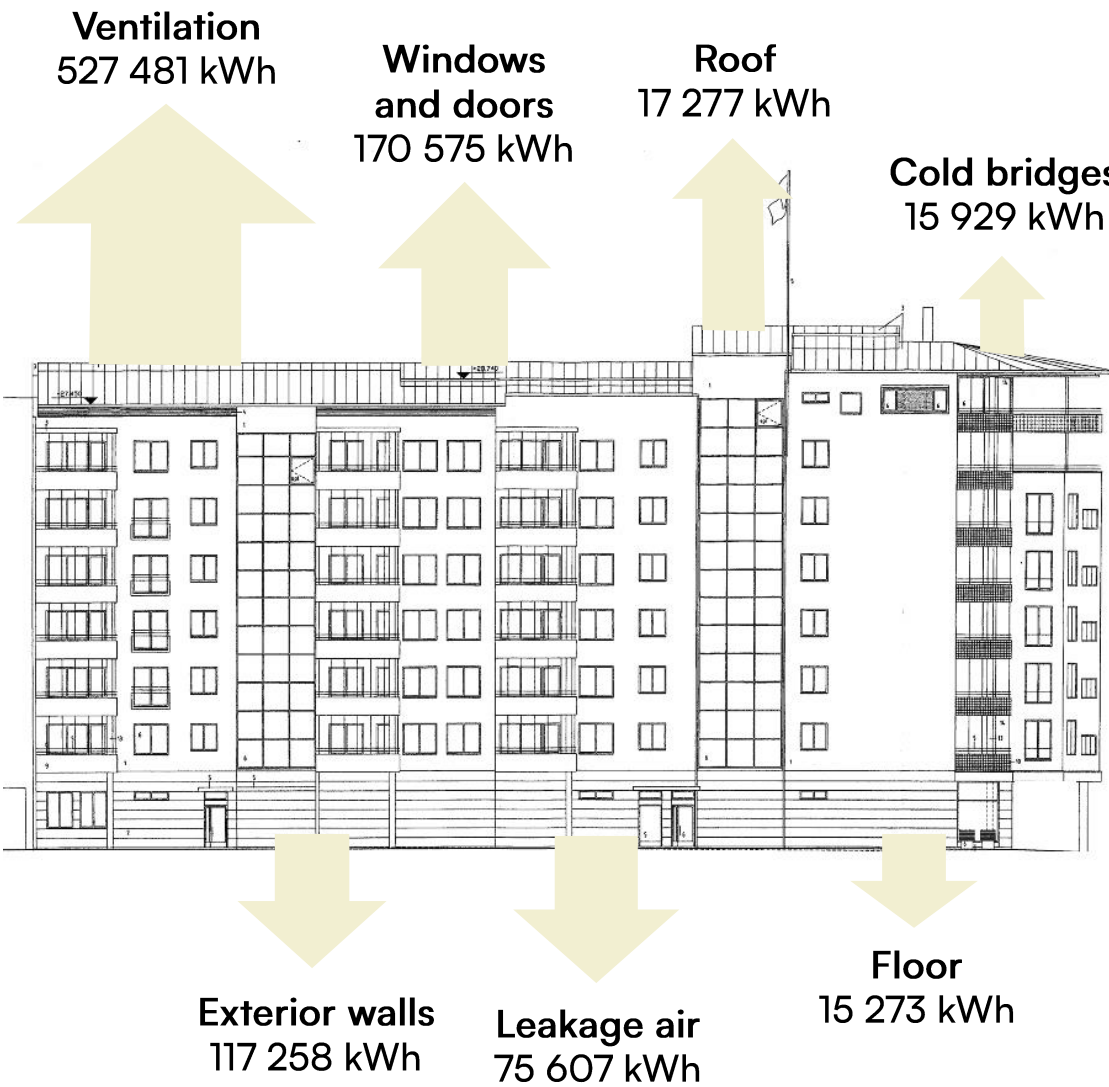 Ventilation
527 481 kWh
Windows
and doors
170 575 kWh
Roof
17 277 kWh
Cold bridges
15 929 kWh
Exterior walls
117 258 kWh
Leakage air
75 607 kWh
Floor
15 273 kWh